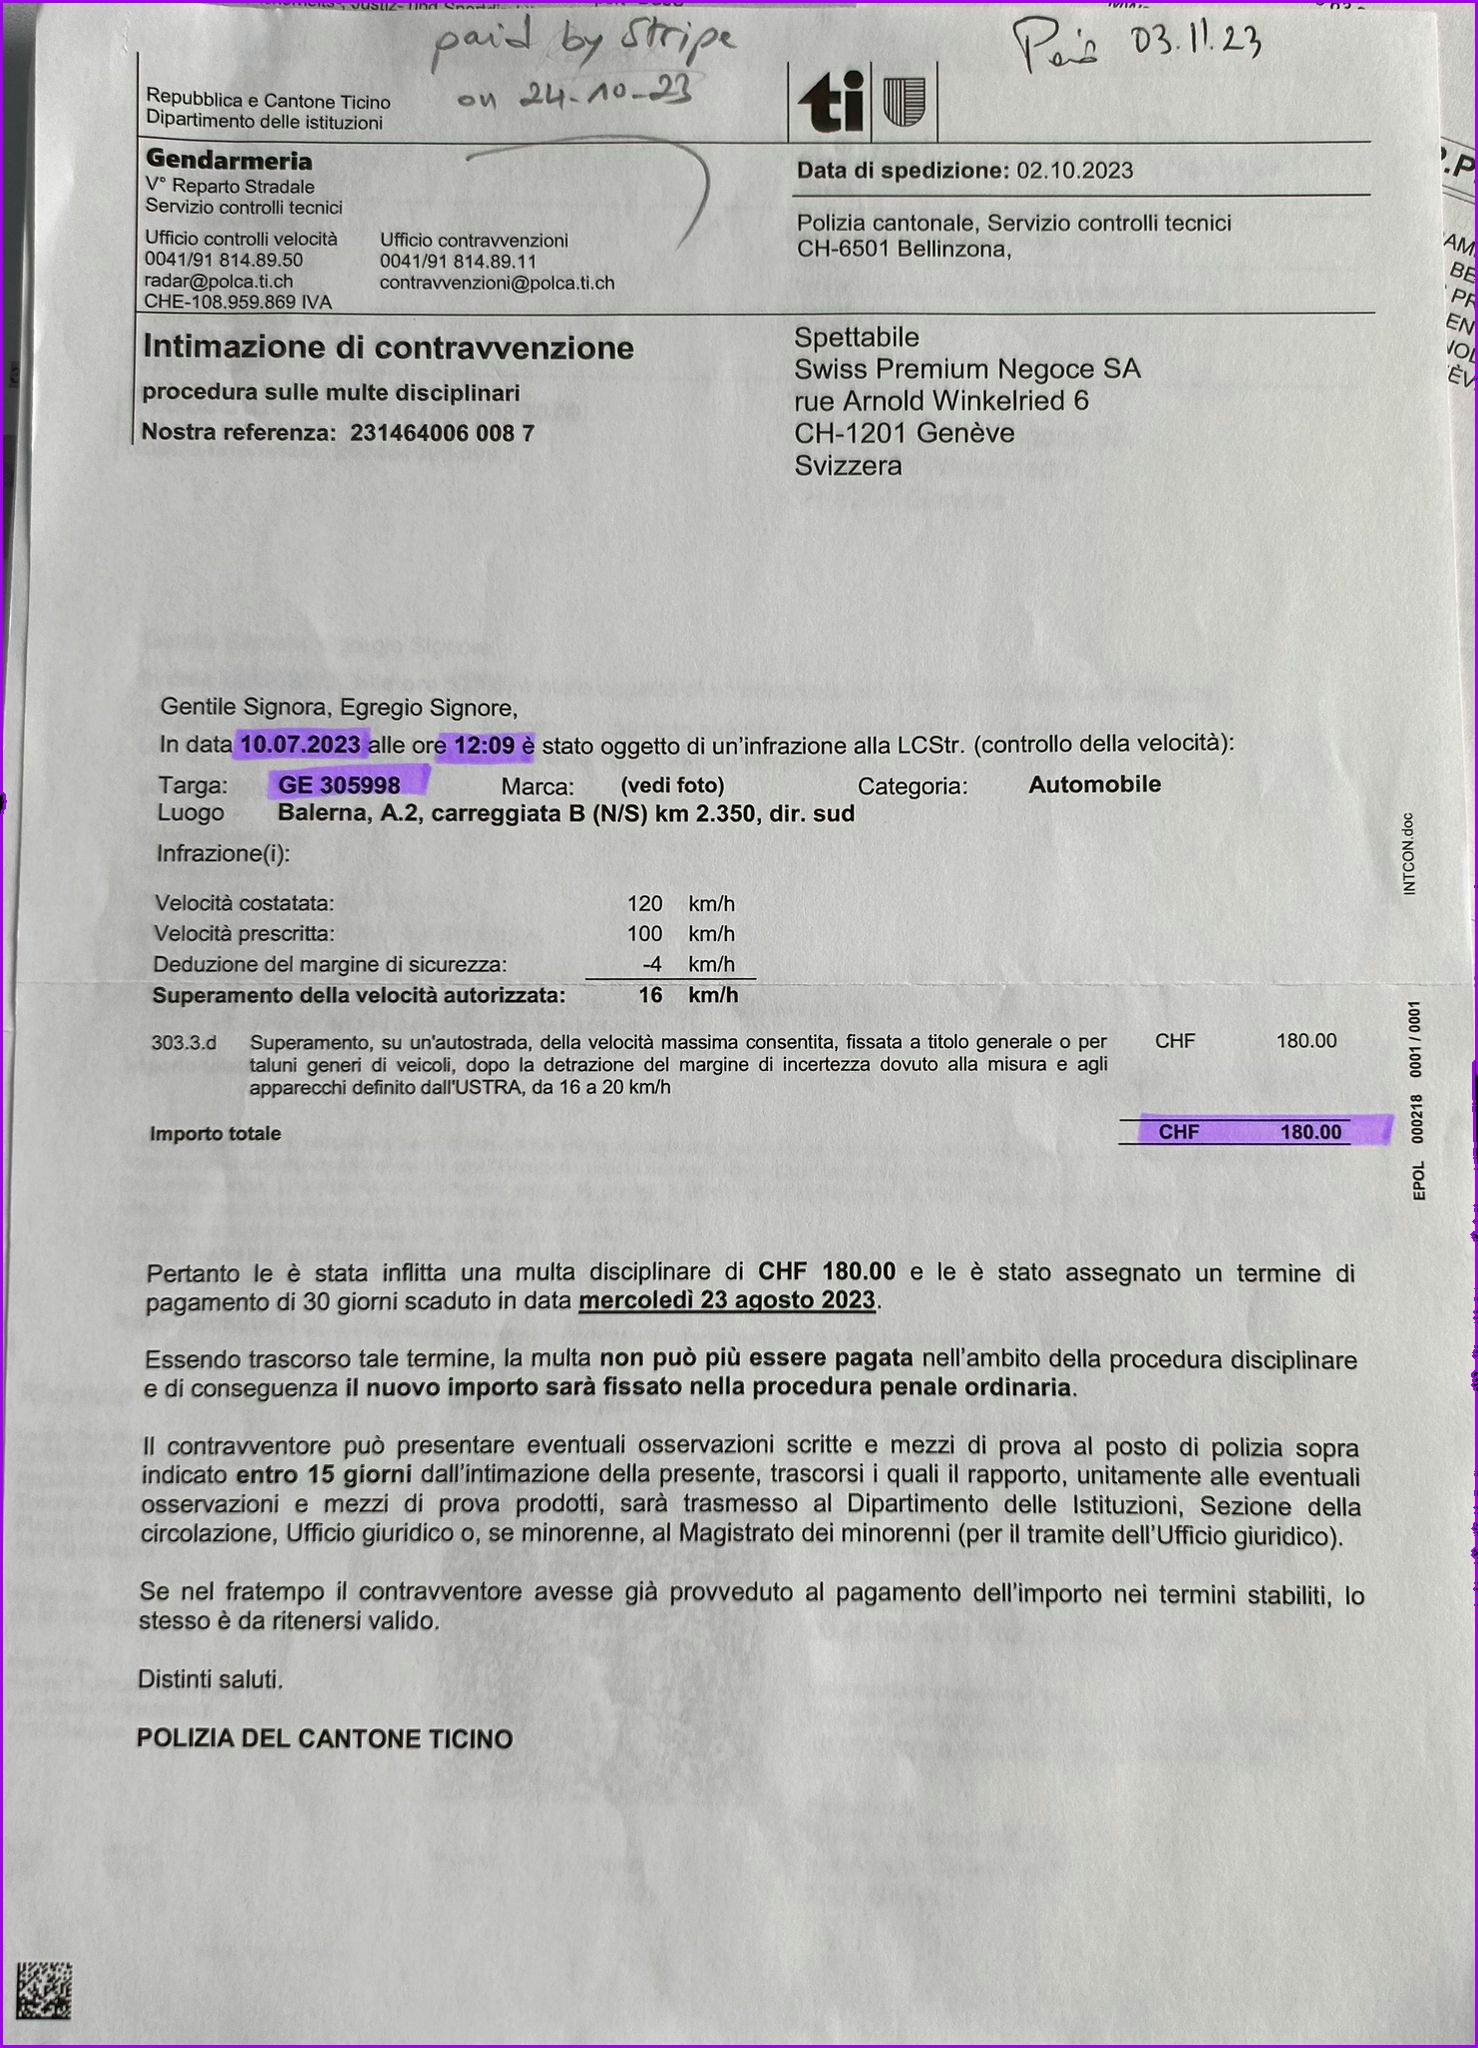 paid by Stripe
on 24-10-23
Paid 03.11.23
Repubblica e Cantone Ticino
Dipartimento delle istituzioni
ti
Gendarmeria
V° Reparto Stradale
Servizio controlli tecnici
Ufficio controlli velocità
0041/91 814.89.50
radar@polca.ti.ch
CHE-108.959.869 IVA
Ufficio contravvenzioni
0041/91 814.89.11
contravvenzioni@polca.ti.ch
Data di spedizione: 02.10.2023
Polizia cantonale, Servizio controlli tecnici
CH-6501 Bellinzona,
Intimazione di contravvenzione
procedura sulle multe disciplinari
Nostra referenza: 231464006 008 7
Spettabile
Swiss Premium Negoce SA
rue Arnold Winkelried 6
CH-1201 Genève
Svizzera
Gentile Signora, Egregio Signore,
In data 10.07.2023 alle ore 12:09 è stato oggetto di un'infrazione alla LCStr. (controllo della velocità):
Targa: GE 305998 Marca: (vedi foto) Categoria: Automobile
Luogo Balerna, A.2, carreggiata B (N/S) km 2.350, dir. sud
Infrazione(i):
Velocità costatata: 120 km/h
Velocità prescritta: 100 km/h
Deduzione del margine di sicurezza: -4 km/h
Superamento della velocità autorizzata: 16 km/h
303.3.d Superamento, su un'autostrada, della velocità massima consentita, fissata a titolo generale o per CHF 180.00
taluni generi di veicoli, dopo la detrazione del margine di incertezza dovuto alla misura e agli
apparecchi definito dall'USTRA, da 16 a 20 km/h
Importo totale CHF 180.00
Pertanto le è stata inflitta una multa disciplinare di CHF 180.00 e le è stato assegnato un termine di
pagamento di 30 giorni scaduto in data mercoledì 23 agosto 2023.
Essendo trascorso tale termine, la multa non può più essere pagata nell'ambito della procedura disciplinare
e di conseguenza il nuovo importo sarà fissato nella procedura penale ordinaria.
Il contravventore può presentare eventuali osservazioni scritte e mezzi di prova al posto di polizia sopra
indicato entro 15 giorni dall'intimazione della presente, trascorsi i quali il rapporto, unitamente alle eventuali
osservazioni e mezzi di prova prodotti, sarà trasmesso al Dipartimento delle Istituzioni, Sezione della
circolazione, Ufficio giuridico o, se minorenne, al Magistrato dei minorenni (per il tramite dell'Ufficio giuridico).
Se nel fratempo il contravventore avesse già provveduto al pagamento dell'importo nei termini stabiliti, lo
stesso è da ritenersi valido.
Distinti saluti.
POLIZIA DEL CANTONE TICINO
INTCON.doc
EPOL 000218 0001 / 0001